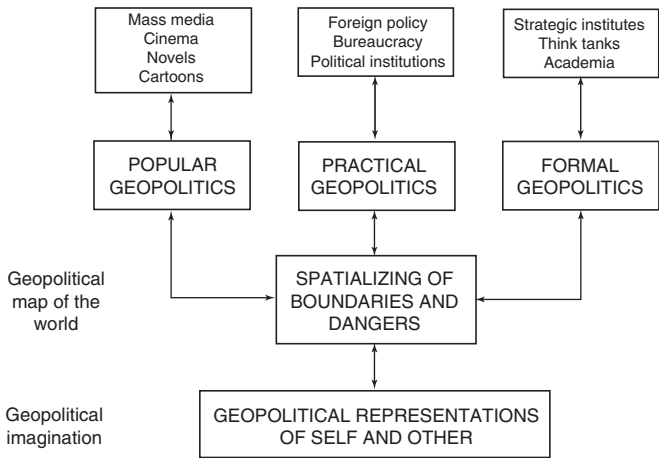 Mass media
Cinema
Novels
Cartoons
Foreign policy
Bureaucracy
Political institutions
Strategic institutes
Think tanks
Academia
POPULAR
GEOPOLITICS
PRACTICAL
GEOPOLITICS
FORMAL
GEOPOLITICS
Geopolitical
map of the
world
SPATIALIZING OF
BOUNDARIES AND
DANGERS
Geopolitical
imagination
GEOPOLITICAL REPRESENTATIONS
OF SELF AND OTHER